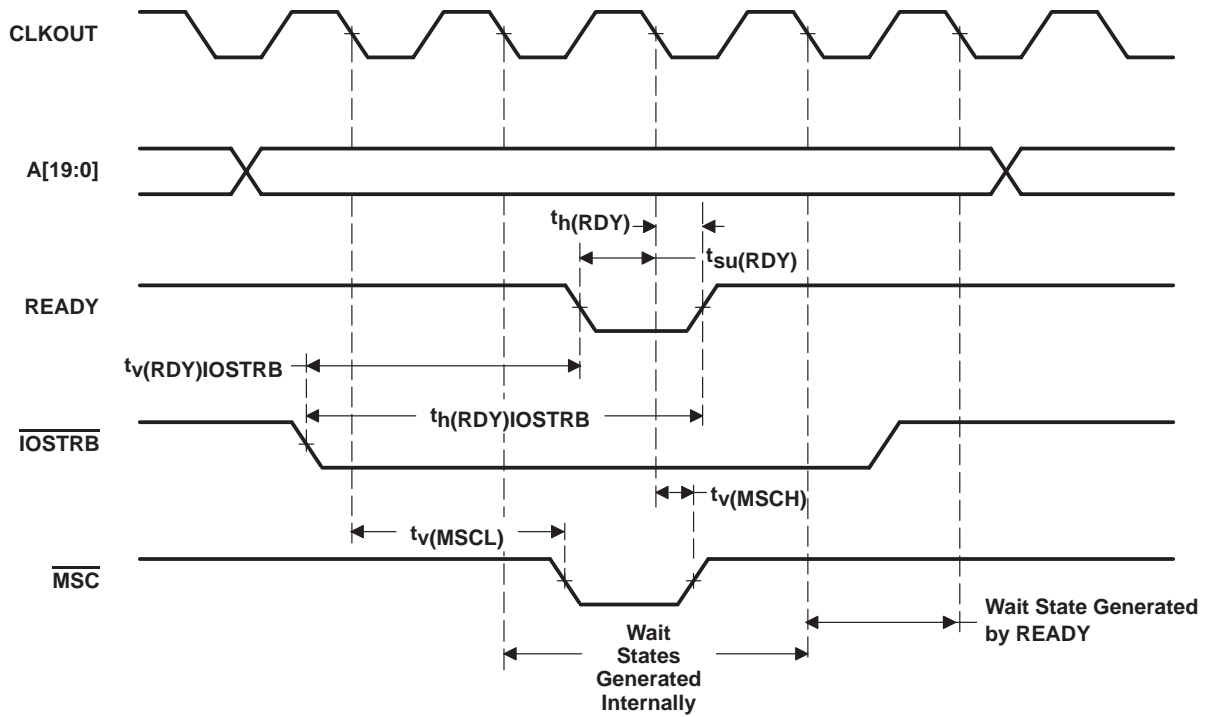 CLKOUT
A[19:0]
th(RDY)
tsu(RDY)
READY
tv(RDY)IOSTRB
th(RDY)IOSTRB
IOSTRB
tv(MSCH)
tv(MSCL)
MSC
Wait State Generated
by READY
Wait
States
Generated
Internally